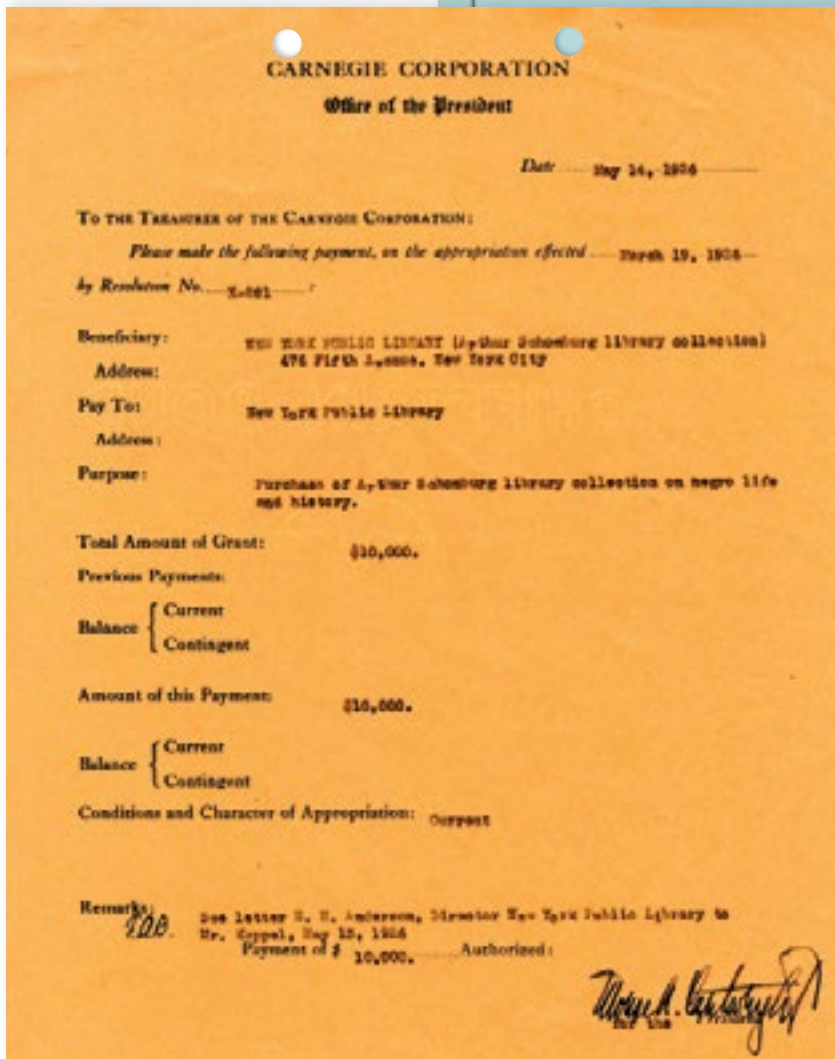 CARNEGIE CORPORATION
Office of the President
Date May 14, 1926
TO THE TREASURER OF THE CARNEGIE CORPORATION:
Please make the following payment, on the appropriation effected March 19, 1926
by Resolution No. :
Beneficiary: NEW YORK PUBLIC LIBRARY (Arthur Schomburg library collection)
Address: 476 Fifth Avenue, New York City
Pay To: New York Public Library
Address:
Purpose: Purchase of Arthur Schomburg library collection on negro life
and history.
Total Amount of Grant: $10,000.
Previous Payments:
Balance { Current
Contingent
Amount of this Payment: $10,000.
Balance { Current
Contingent
Conditions and Character of Appropriation: Current
Remarks: See letter E. H. Anderson, Director New York Public Library to
Mr. Keppel, May 13, 1926
Payment of $ 10,000. Authorized:
for the President